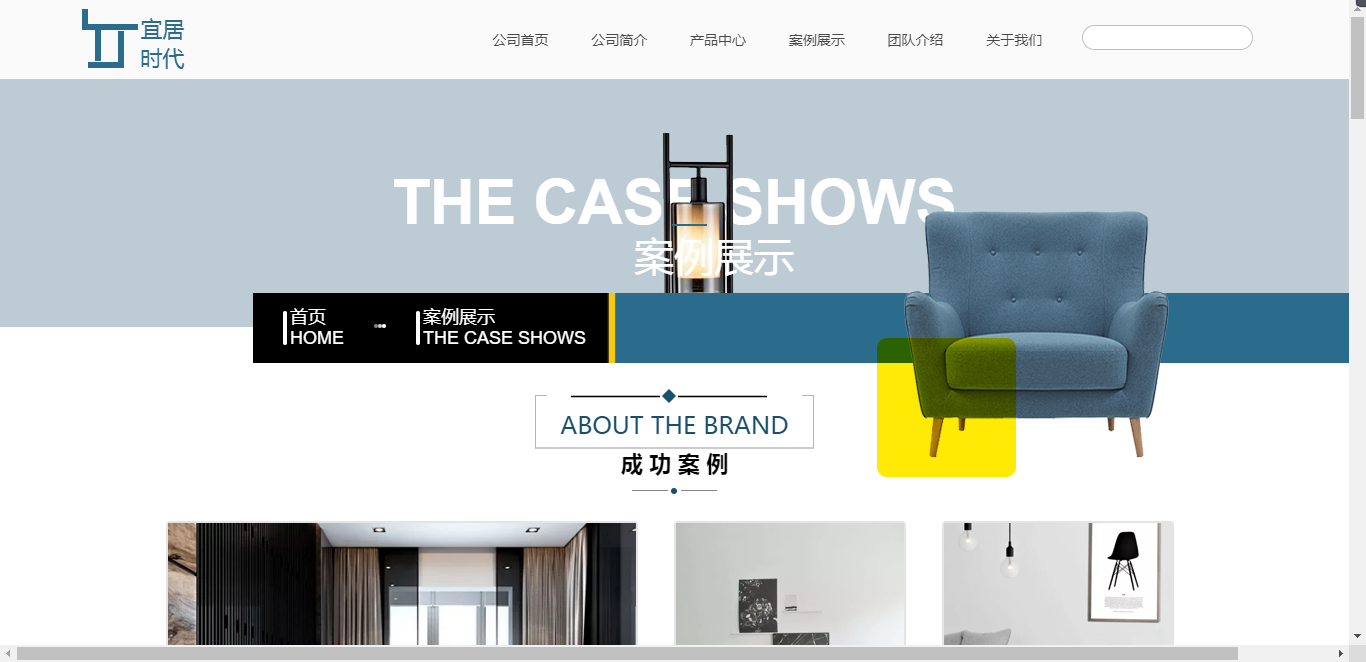 宜居
时代
公司首页 公司简介 产品中心 案例展示 团队介绍 关于我们
THE CASE SHOWS
案例展示
首页
HOME
案例展示
THE CASE SHOWS
ABOUT THE BRAND
成功案例